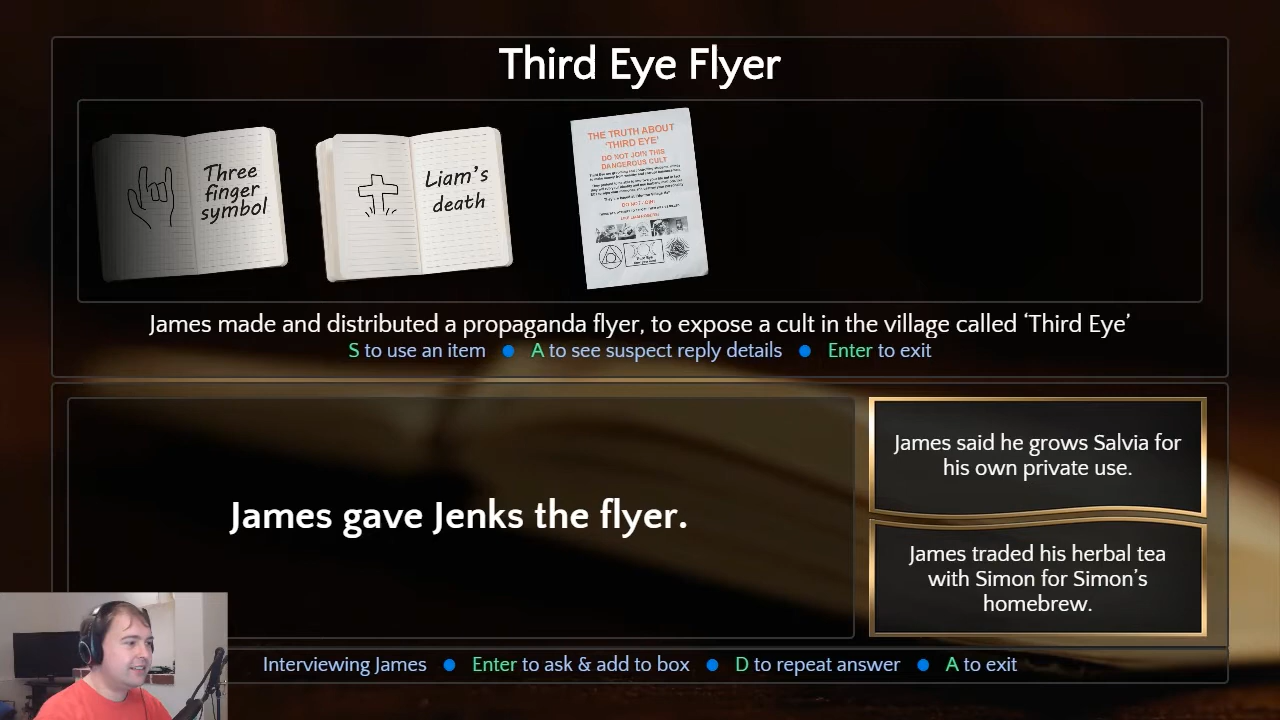 Third Eye Flyer
Three
finger
symbol
Liam's
death
THE TRUTH ABOUT
'THIRD EYE'
DO NOT JOIN THIS
DANGEROUS CULT
James made and distributed a propaganda flyer, to expose a cult in the village called ‘Third Eye’
S to use an item ● A to see suspect reply details ● Enter to exit
James gave Jenks the flyer.
James said he grows Salvia for
his own private use.
James traded his herbal tea
with Simon for Simon’s
homebrew.
Interviewing James ● Enter to ask & add to box ● D to repeat answer ● A to exit